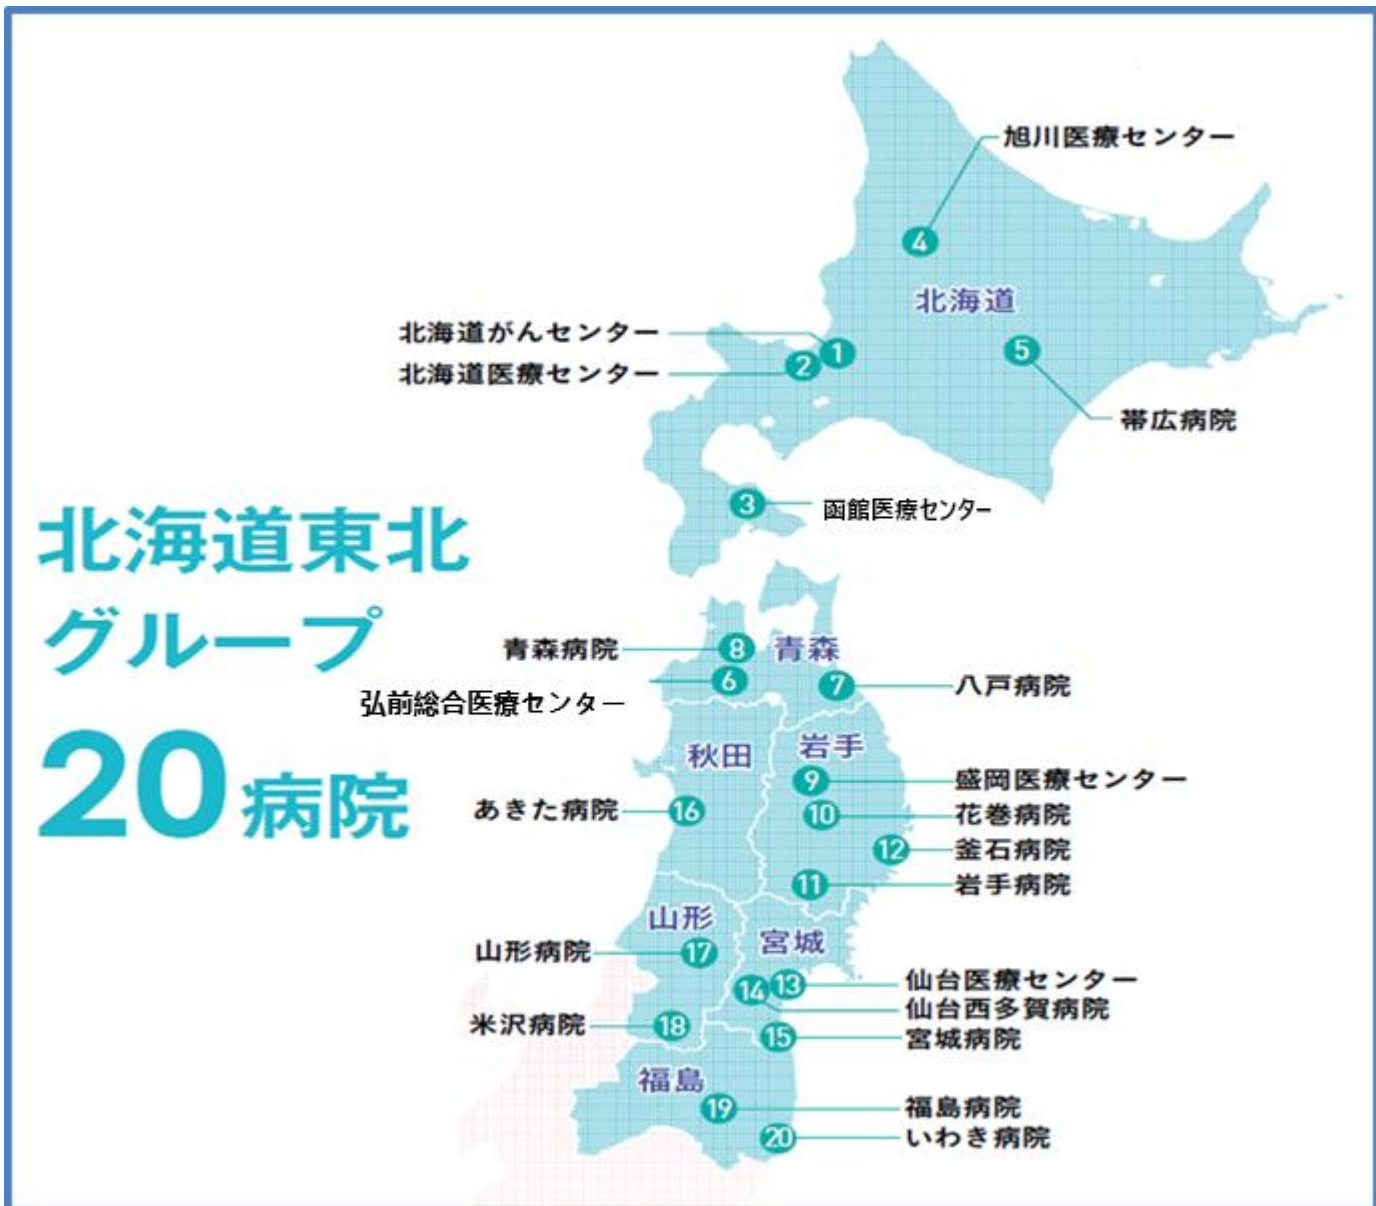 旭川医療センター
4
北海道
北海道がんセンター
1
5
2
北海道医療センター
帯広病院
3
函館医療センター
北海道東北
グループ
20病院
青森病院
8
青森
6
7
八戸病院
弘前総合医療センター
秋田
岩手
9
盛岡医療センター
あきた病院
16
10
花巻病院
12
釜石病院
11
岩手病院
山形
宮城
山形病院
17
13
仙台医療センター
14
仙台西多賀病院
米沢病院
18
15
宮城病院
福島
19
福島病院
20
いわき病院